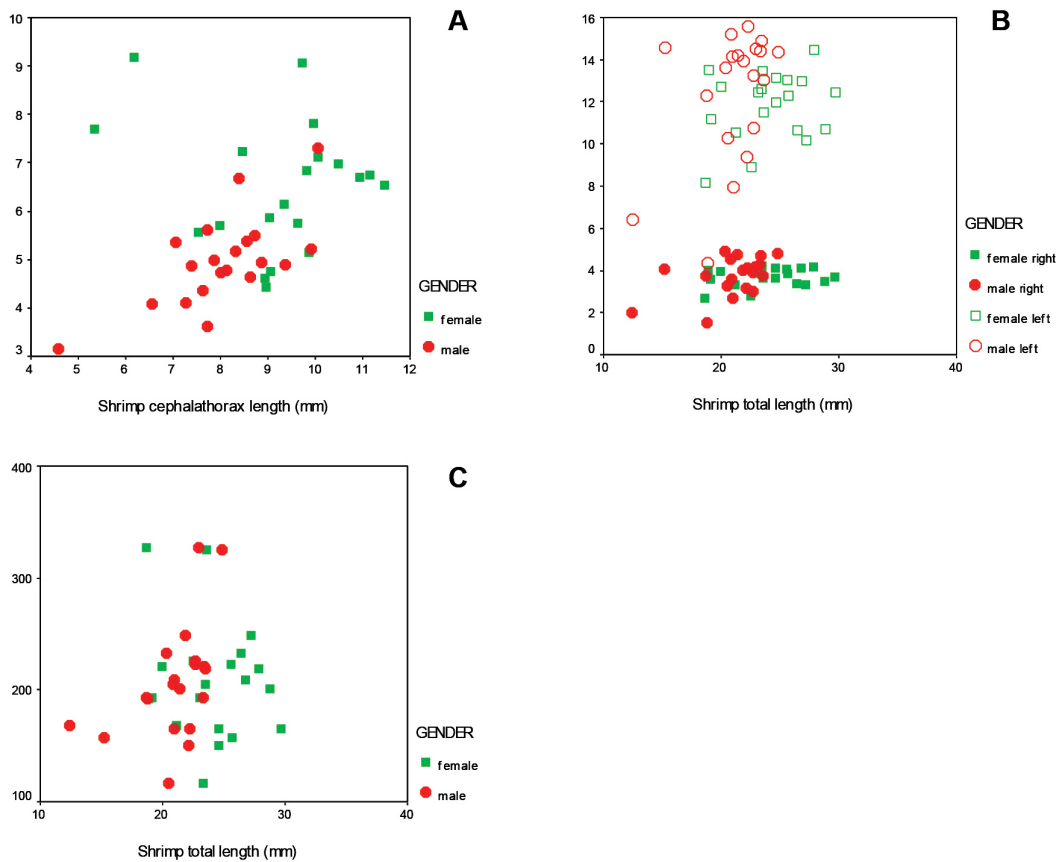 A
10
9
8
7
6
5
4
3
4 5 6 7 8 9 10 11 12
Shrimp cephalathorax length (mm)
GENDER
female
male
B
16
14
12
10
8
6
4
2
0
10 20 30 40
Shrimp total length (mm)
GENDER
female right
male right
female left
male left
C
400
300
200
100
10 20 30 40
Shrimp total length (mm)
GENDER
female
male